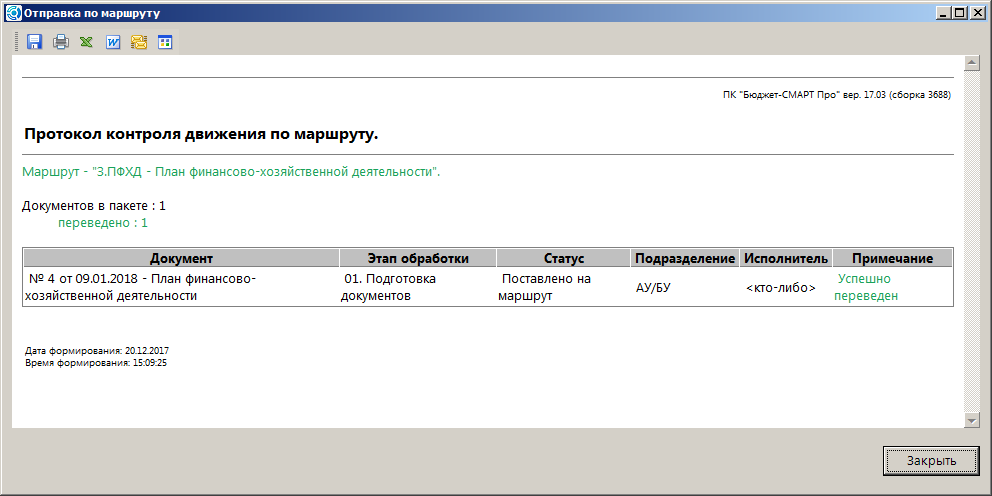 Отправка по маршруту
ПК "Бюджет-СМАРТ Про" вер. 17.03 (сборка 3688)
Протокол контроля движения по маршруту.
Маршрут - "3.ПФХД - План финансово-хозяйственной деятельности".
Документов в пакете : 1
переведено : 1
Документ Этап обработки Статус Подразделение Исполнитель Примечание
№ 4 от 09.01.2018 - План финансово- 01. Подготовка Поставлено на АУ/БУ <кто-либо> Успешно
хозяйственной деятельности документов маршрут переведен
Дата формирования: 20.12.2017
Время формирования: 15:09:25
Закрыть